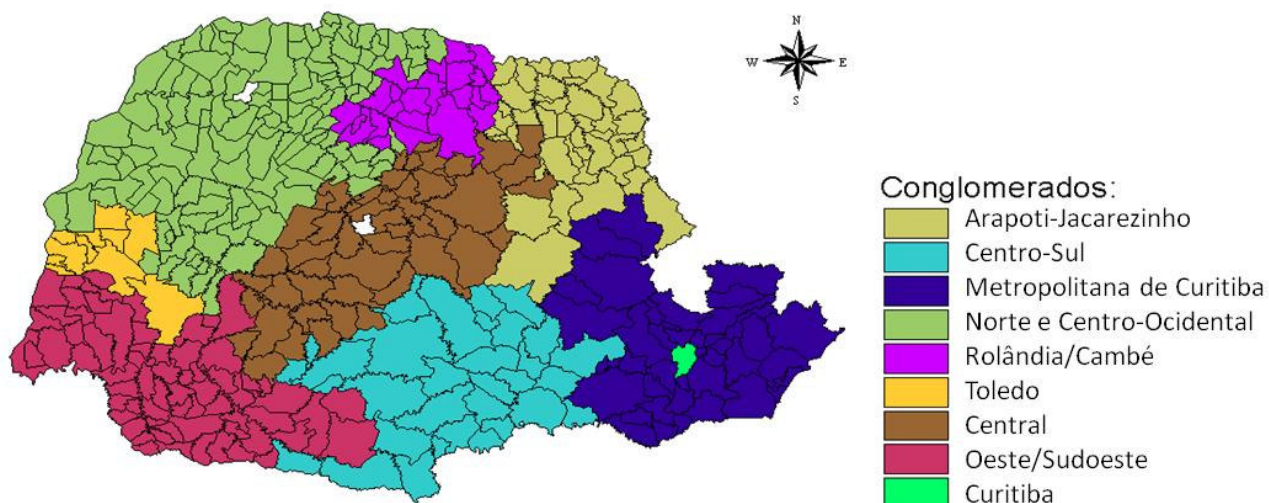 N
W E
S
Conglomerados:
Arapoti-Jacarezinho
Centro-Sul
Metropolitana de Curitiba
Norte e Centro-Ocidental
Rolândia/Cambé
Toledo
Central
Oeste/Sudoeste
Curitiba